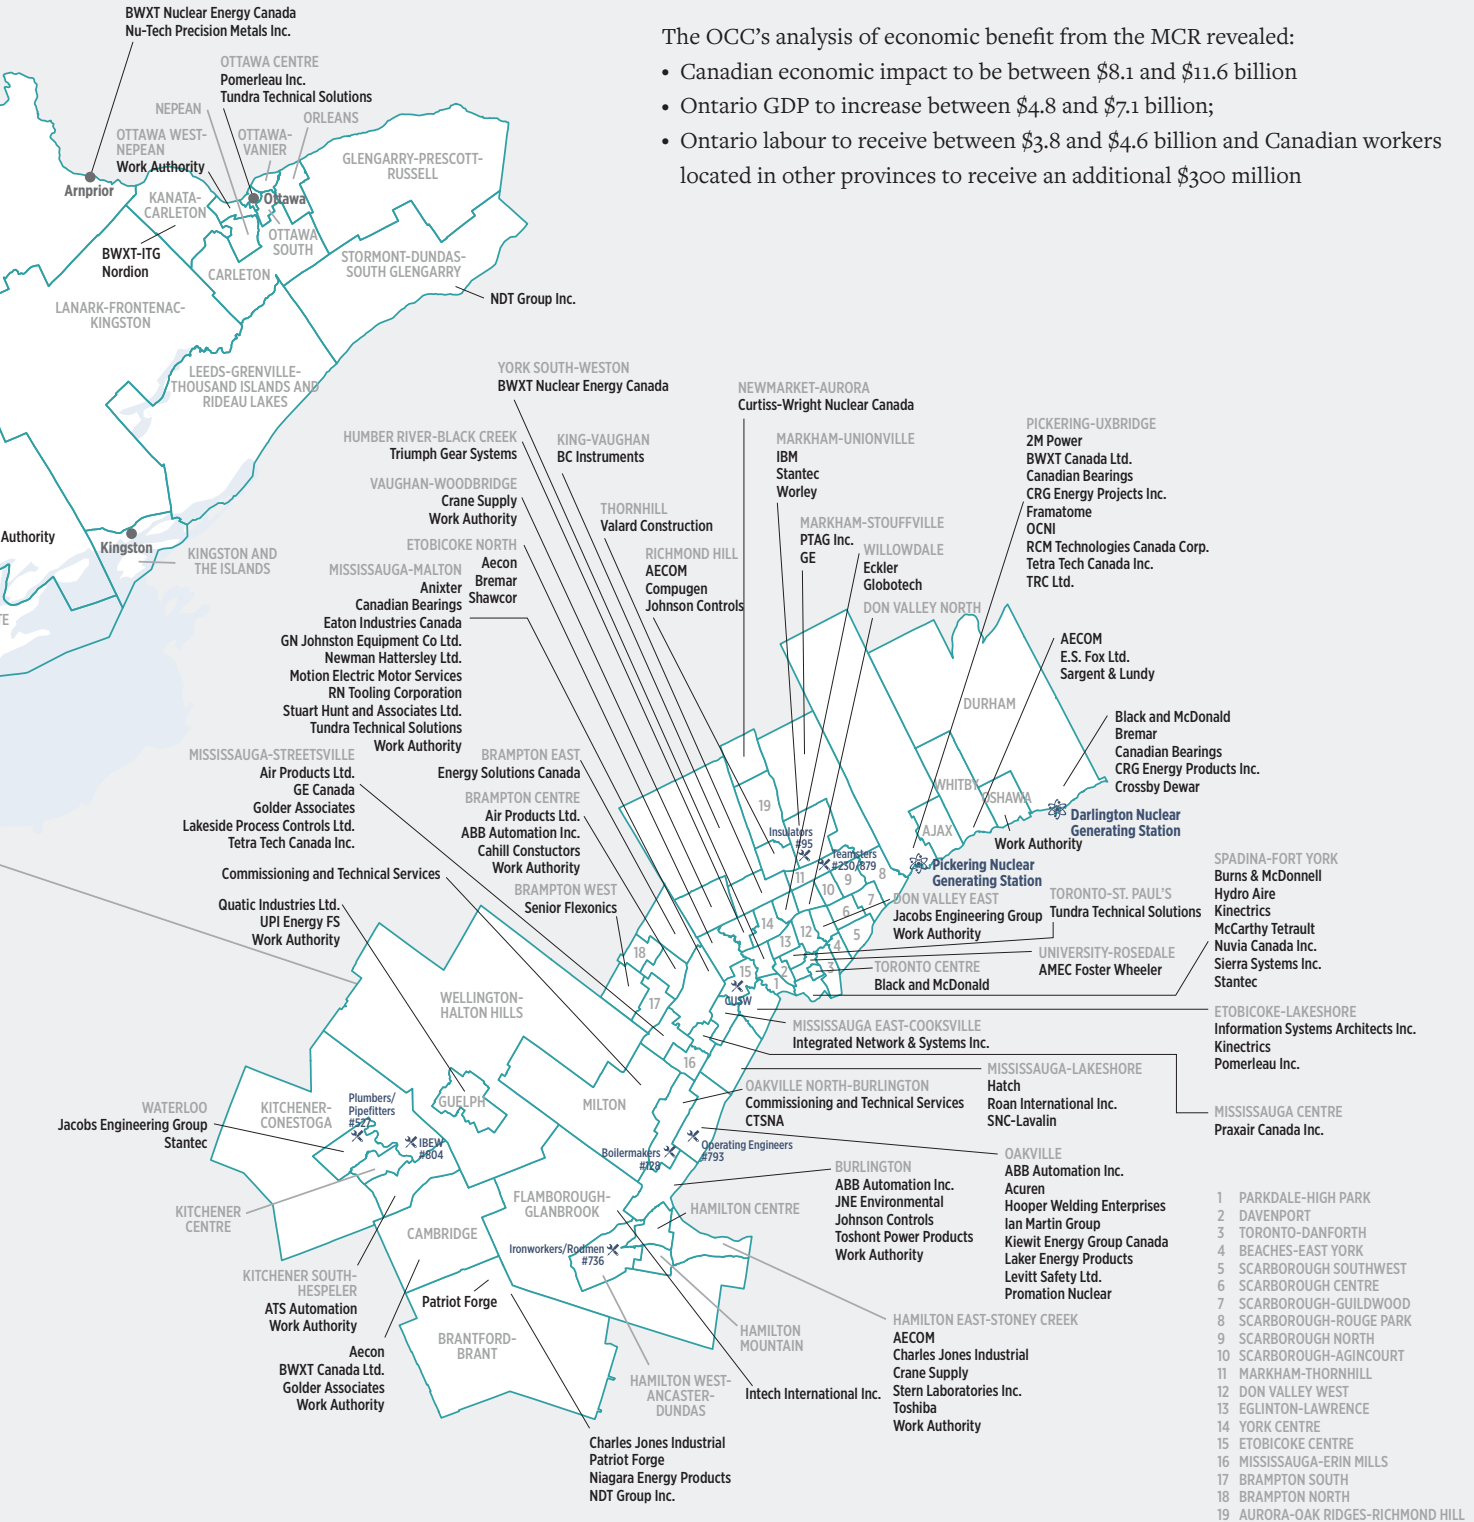 The OCC’s analysis of economic benefit from the MCR revealed:
• Canadian economic impact to be between $8.1 and $11.6 billion
• Ontario GDP to increase between $4.8 and $7.1 billion;
• Ontario labour to receive between $3.8 and $4.6 billion and Canadian workers
located in other provinces to receive an additional $300 million
BWXT Nuclear Energy Canada
Nu-Tech Precision Metals Inc.
OTTAWA CENTRE
Pomerleau Inc.
Tundra Technical Solutions
NEPEAN
ORLEANS
OTTAWA WEST-
NEPEAN
Work Authority
OTTAWA-
VANIER
GLENGARRY-PRESCOTT-
RUSSELL
Arnprior
KANATA-
CARLETON
Ottawa
OTTAWA
SOUTH
BWXT-ITG
Nordion
CARLETON
STORMONT-DUNDAS-
SOUTH GLENGARRY
NDT Group Inc.
LANARK-FRONTENAC-
KINGSTON
LEEDS-GRENVILLE-
THOUSAND ISLANDS AND
RIDEAU LAKES
Authority
Kingston
KINGSTON AND
THE ISLANDS
TE
YORK SOUTH-WESTON
BWXT Nuclear Energy Canada
NEWMARKET-AURORA
Curtiss-Wright Nuclear Canada
HUMBER RIVER-BLACK CREEK
Triumph Gear Systems
KING-VAUGHAN
BC Instruments
MARKHAM-UNIONVILLE
IBM
Stantec
Worley
PICKERING-UXBRIDGE
2M Power
BWXT Canada Ltd.
Canadian Bearings
CRG Energy Projects Inc.
Framatome
OCNI
RCM Technologies Canada Corp.
Tetra Tech Canada Inc.
TRC Ltd.
VAUGHAN-WOODBRIDGE
Crane Supply
Work Authority
THORNHILL
Valard Construction
MARKHAM-STOUFFVILLE
PTAG Inc.
GE
ETOBICOKE NORTH
Aecon
Bremar
Shawcor
RICHMOND HILL
AECOM
Compugen
Johnson Controls
WILLOWDALE
Eckler
Globotech
DON VALLEY NORTH
MISSISSAUGA-MALTON
Anixter
Canadian Bearings
Eaton Industries Canada
GN Johnston Equipment Co Ltd.
Newman Hattersley Ltd.
Motion Electric Motor Services
RN Tooling Corporation
Stuart Hunt and Associates Ltd.
Tundra Technical Solutions
Work Authority
AECOM
E.S. Fox Ltd.
Sargent & Lundy
DURHAM
Black and McDonald
Bremar
Canadian Bearings
CRG Energy Products Inc.
Crossby Dewar
MISSISSAUGA-STREETSVILLE
Air Products Ltd.
GE Canada
Golder Associates
Lakeside Process Controls Ltd.
Tetra Tech Canada Inc.
BRAMPTON EAST
Energy Solutions Canada
BRAMPTON CENTRE
Air Products Ltd.
ABB Automation Inc.
Cahill Constuctors
Work Authority
BRAMPTON WEST
Senior Flexonics
WHITBY
OSHAWA
AJAX
Darlington Nuclear
Generating Station
Work Authority
Pickering Nuclear
Generating Station
19
Insulators
#95
Teamsters
#230/879
11
10
9
8
7
6
5
4
3
2
1
12
13
14
15
16
17
18
CUSW
Commissioning and Technical Services
Quatic Industries Ltd.
UPI Energy FS
Work Authority
DON VALLEY EAST
Jacobs Engineering Group
Work Authority
TORONTO-ST. PAUL'S
Tundra Technical Solutions
UNIVERSITY-ROSEDALE
AMEC Foster Wheeler
TORONTO CENTRE
Black and McDonald
SPADINA-FORT YORK
Burns & McDonnell
Hydro Aire
Kinectrics
McCarthy Tetrault
Nuvia Canada Inc.
Sierra Systems Inc.
Stantec
ETOBICOKE-LAKESHORE
Information Systems Architects Inc.
Kinectrics
Pomerleau Inc.
MISSISSAUGA EAST-COOKSVILLE
Integrated Network & Systems Inc.
MISSISSAUGA-LAKESHORE
Hatch
Roan International Inc.
SNC-Lavalin
MISSISSAUGA CENTRE
Praxair Canada Inc.
WELLINGTON-
HALTON HILLS
OAKVILLE NORTH-BURLINGTON
Commissioning and Technical Services
CTSNA
MILTON
GUELPH
WATERLOO
Jacobs Engineering Group
Stantec
KITCHENER-
CONESTOGA
Plumbers/
Pipefitters
#527
IBEW
#804
Boilermakers
#128
Operating Engineers
#793
OAKVILLE
ABB Automation Inc.
Acuren
Hooper Welding Enterprises
Ian Martin Group
Kiewit Energy Group Canada
Laker Energy Products
Levitt Safety Ltd.
Promation Nuclear
BURLINGTON
ABB Automation Inc.
JNE Environmental
Johnson Controls
Toshont Power Products
Work Authority
KITCHENER
CENTRE
FLAMBOROUGH-
GLANBROOK
HAMILTON CENTRE
CAMBRIDGE
Ironworkers/Rodmen
#736
KITCHENER SOUTH-
HESPELER
ATS Automation
Work Authority
Patriot Forge
Aecon
BWXT Canada Ltd.
Golder Associates
Work Authority
BRANTFORD-
BRANT
HAMILTON
MOUNTAIN
HAMILTON EAST-STONEY CREEK
AECOM
Charles Jones Industrial
Crane Supply
Stern Laboratories Inc.
Toshiba
Work Authority
HAMILTON WEST-
ANCASTER-
DUNDAS
Intech International Inc.
Charles Jones Industrial
Patriot Forge
Niagara Energy Products
NDT Group Inc.
1 PARKDALE-HIGH PARK
2 DAVENPORT
3 TORONTO-DANFORTH
4 BEACHES-EAST YORK
5 SCARBOROUGH SOUTHWEST
6 SCARBOROUGH CENTRE
7 SCARBOROUGH-GUILDWOOD
8 SCARBOROUGH-ROUGE PARK
9 SCARBOROUGH NORTH
10 SCARBOROUGH-AGINCOURT
11 MARKHAM-THORNHILL
12 DON VALLEY WEST
13 EGLINTON-LAWRENCE
14 YORK CENTRE
15 ETOBICOKE CENTRE
16 MISSISSAUGA-ERIN MILLS
17 BRAMPTON SOUTH
18 BRAMPTON NORTH
19 AURORA-OAK RIDGES-RICHMOND HILL